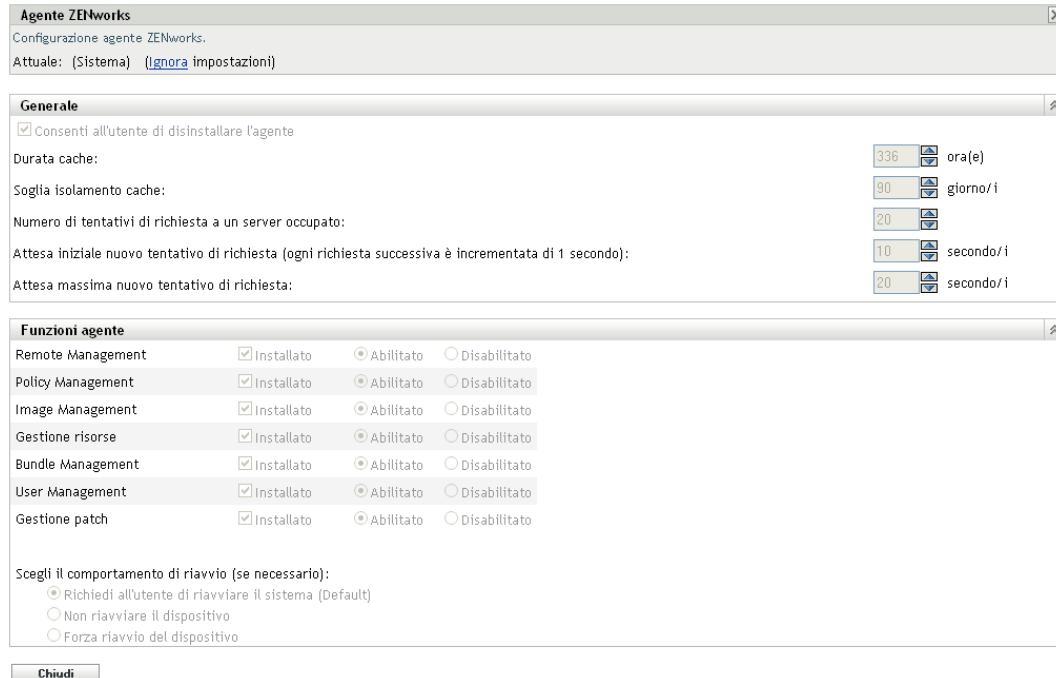 Agente ZENworks
Configurazione agente ZENworks.
Attuale: (Sistema) (Ignora impostazioni)
Generale
Consenti all'utente di disinstallare l'agente
Durata cache: 336 ora(e)
Soglia isolamento cache: 90 giorno/i
Numero di tentativi di richiesta a un server occupato: 20
Attesa iniziale nuovo tentativo di richiesta (ogni richiesta successiva è incrementata di 1 secondo): 10 secondo/i
Attesa massima nuovo tentativo di richiesta: 20 secondo/i
Funzioni agente
Remote Management Installato Abilitato Disabilitato
Policy Management Installato Abilitato Disabilitato
Image Management Installato Abilitato Disabilitato
Gestione risorse Installato Abilitato Disabilitato
Bundle Management Installato Abilitato Disabilitato
User Management Installato Abilitato Disabilitato
Gestione patch Installato Abilitato Disabilitato
Scegli il comportamento di riavvio (se necessario):
Richiedi all'utente di riavviare il sistema (Default)
Non riavviare il dispositivo
Forza riavvio del dispositivo
Chiudi